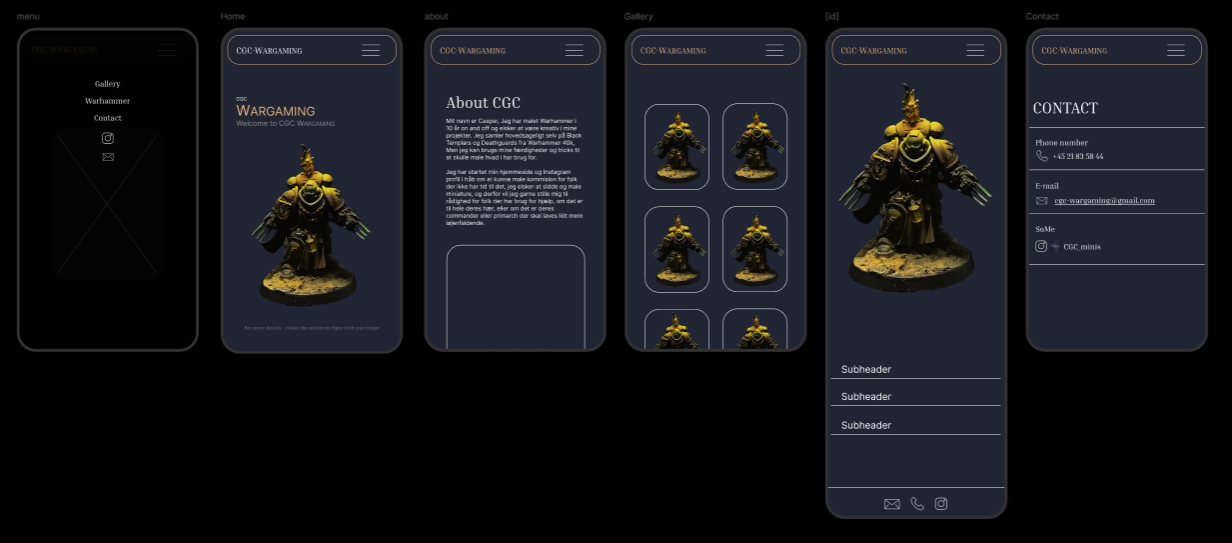 menu
CGC-WARGAMING
Gallery
Warhammer
Contact
Home
CGC-WARGAMING
CGC
WARGAMING
Welcome to CGC WARGAMING
For more details - rotate the miniature figur with your finger
about
CGC-WARGAMING
About CGC
Mit navn er Casper, Jeg har malet Warhammer i
10 år on and off og elsker at være kreativ i mine
projekter. Jeg samler hovedsageligt selv på Black
Templars og Deathguards fra Warhammer 40k,
Men jeg kan bruge mine færdigheder og tricks til
at skulle male hvad I har brug for.
Jeg har startet min hjemmeside og Instagram
profil i håb om at kunne male kommision for folk
der ikke har tid til det, jeg elsker at sidde og male
miniature, og derfor vil jeg gerne stille mig til
rådighed for folk der har brug for hjælp, om det er
til hele deres hær, eller om det er deres
commander eller primarch der skal laves lidt mere
iøjenfaldende.
Gallery
CGC-WARGAMING
[id]
CGC-WARGAMING
Subheader
Subheader
Subheader
Contact
CGC-WARGAMING
CONTACT
Phone number
+45 21 83 58 44
E-mail
cgc-wargaming@gmail.com
SoMe
CGC_minis